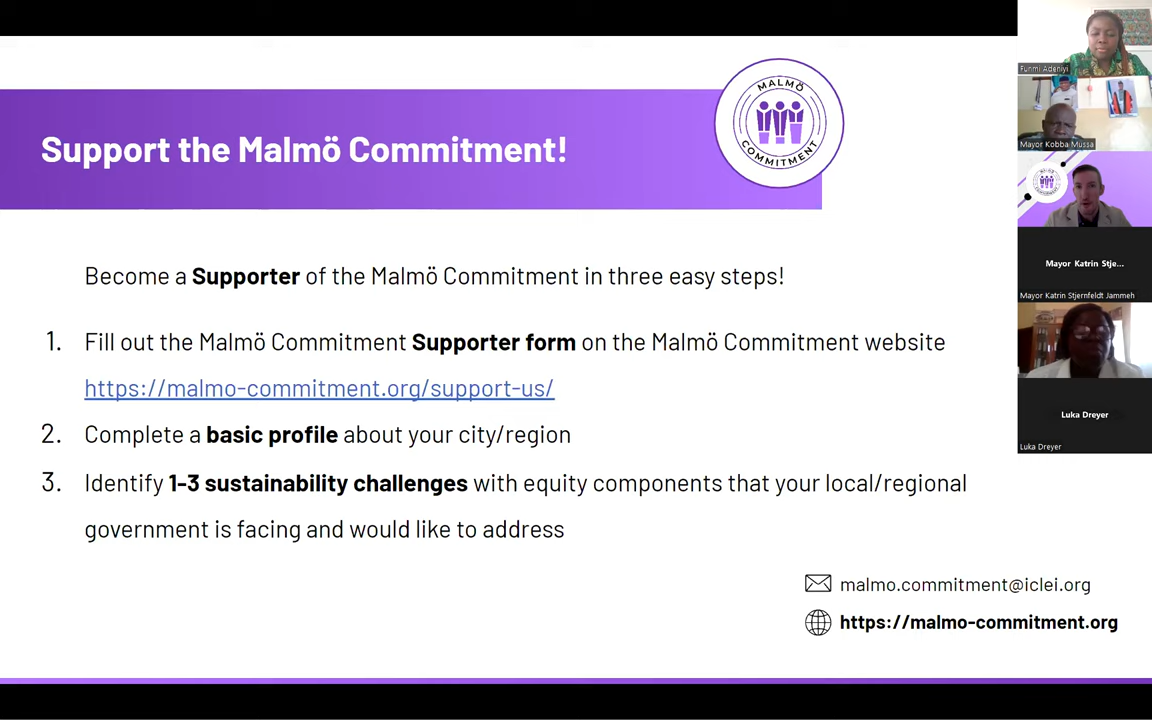 Support the Malmö Commitment!
MALMÖ
COMMITMENT
Become a Supporter of the Malmö Commitment in three easy steps!
1. Fill out the Malmö Commitment Supporter form on the Malmö Commitment website
https://malmo-commitment.org/support-us/
2. Complete a basic profile about your city/region
3. Identify 1-3 sustainability challenges with equity components that your local/regional
government is facing and would like to address
malmo.commitment@iclei.org
https://malmo-commitment.org
Funmi Adeniyi
Mayor Kobba Mussa
Mayor Katrin Stje...
Mayor Katrin Stjernfeldt Jammeh
Luka Dreyer
Luka Dreyer